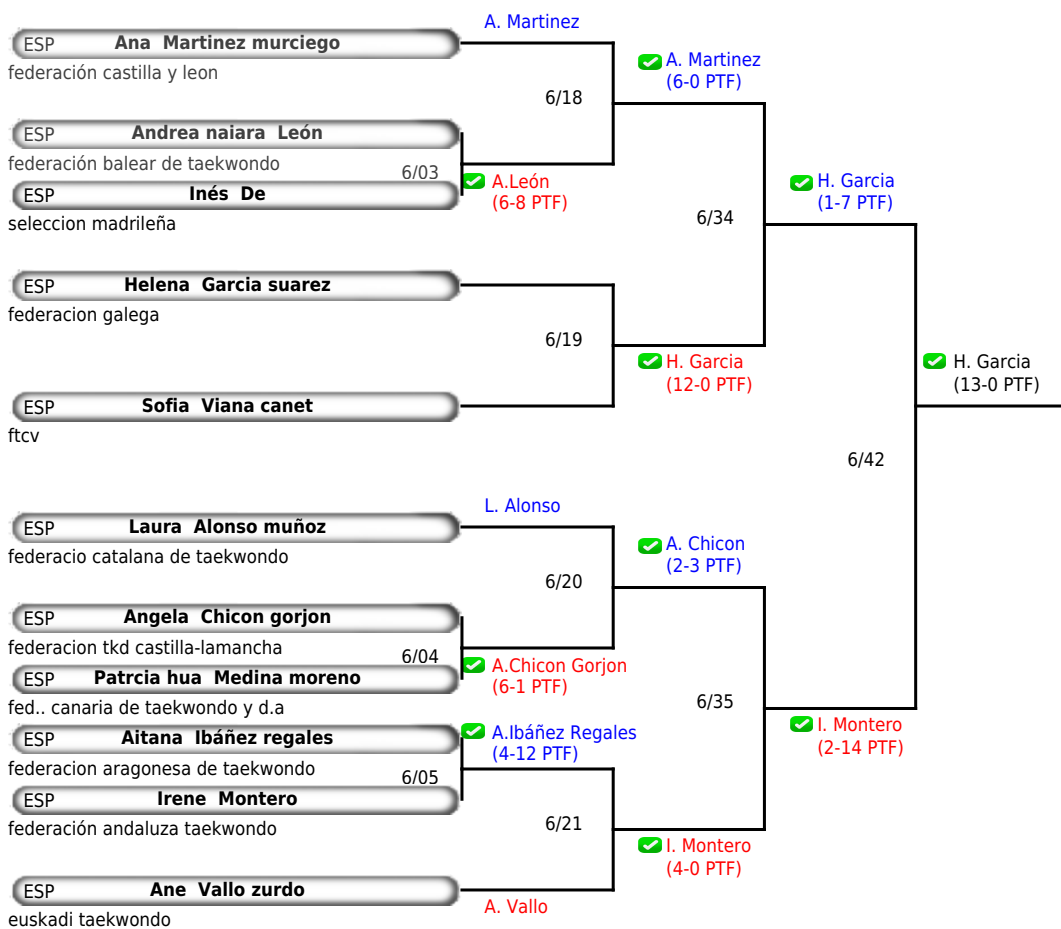 A. Martinez
ESP Ana Martinez murciego
federación castilla y leon
A. Martinez
(6-0 PTF)
6/18
ESP Andrea naiara León
federación balear de taekwondo
6/03
A.León
(6-8 PTF)
ESP Inés De
seleccion madrileña
H. Garcia
(1-7 PTF)
6/34
ESP Helena Garcia suarez
federacion galega
6/19
H. Garcia
(12-0 PTF)
H. Garcia
(13-0 PTF)
ESP Sofia Viana canet
ftcv
6/42
L. Alonso
ESP Laura Alonso muñoz
federacio catalana de taekwondo
A. Chicon
(2-3 PTF)
6/20
ESP Angela Chicon gorjon
federacion tkd castilla-lamancha
6/04
A.Chicon Gorjon
(6-1 PTF)
ESP Patrcia hua Medina moreno
fed.. canaria de taekwondo y d.a
6/35
I. Montero
(2-14 PTF)
ESP Aitana Ibáñez regales
federacion aragonesa de taekwondo
A.Ibáñez Regales
(4-12 PTF)
6/05
ESP Irene Montero
federación andaluza taekwondo
6/21
I. Montero
(4-0 PTF)
ESP Ane Vallo zurdo
euskadi taekwondo
A. Vallo